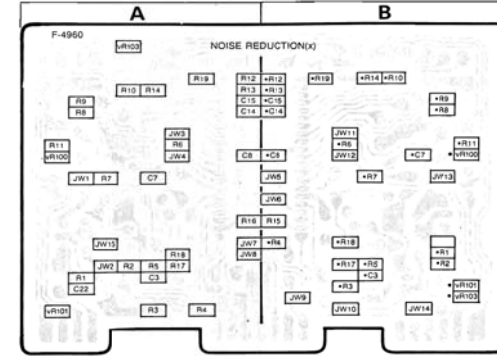 A B
F-4960
vR103
NOISE REDUCTION(x)
R19 R12 •R12 •R19 •R14 •R10
R10 R14 R13 •R13
R9 C15 •C15 •R9
R8 C14 •C14 •R8
JW3 JW11
R11 R6 •R6 •R11
vR100 JW4 C8 •C8 JW12 •C7 •vR100
JW1 R7 C7 JW5 •R7 JW13
JW6
R16 R15
JW15 JW7 •R4 •R18
R18 JW8 •R1
JW2 R2 R5 R17 •R17 •R5 •R2
R1 C3 •C3
C22 •R3 •vR101
JW9 •vR103
vR101 R3 R4 JW10 JW14